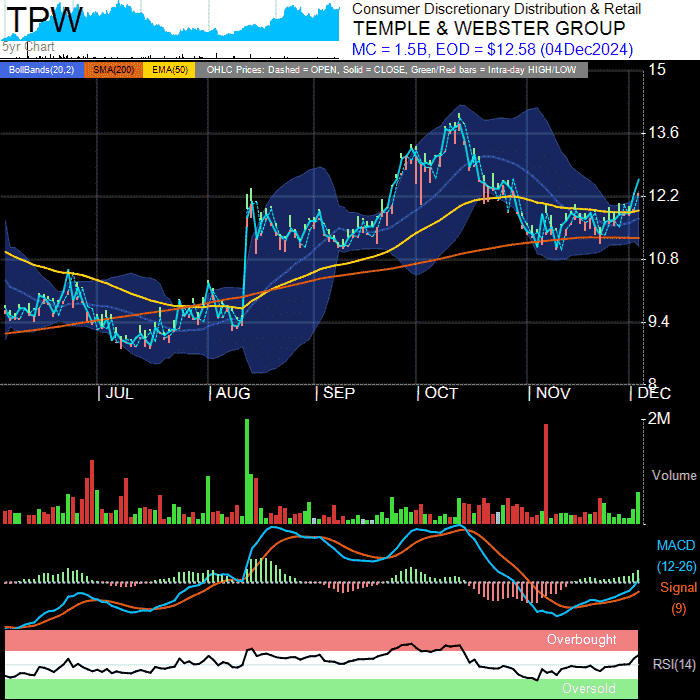 TPW
Consumer Discretionary Distribution & Retail
TEMPLE & WEBSTER GROUP
MC = 1.5B, EOD = $12.58 (04Dec2024)
5yr Chart
BollBands(20,2) SMA(200) EMA(50) OHLC Prices: Dashed = OPEN, Solid = CLOSE, Green/Red bars = Intra-day HIGH/LOW
15
13.6
12.2
10.8
9.4
8
| JUL | AUG | SEP | OCT | NOV | DEC
2M
Volume
MACD
(12-26)
Signal
(9)
Overbought
RSI(14)
Oversold